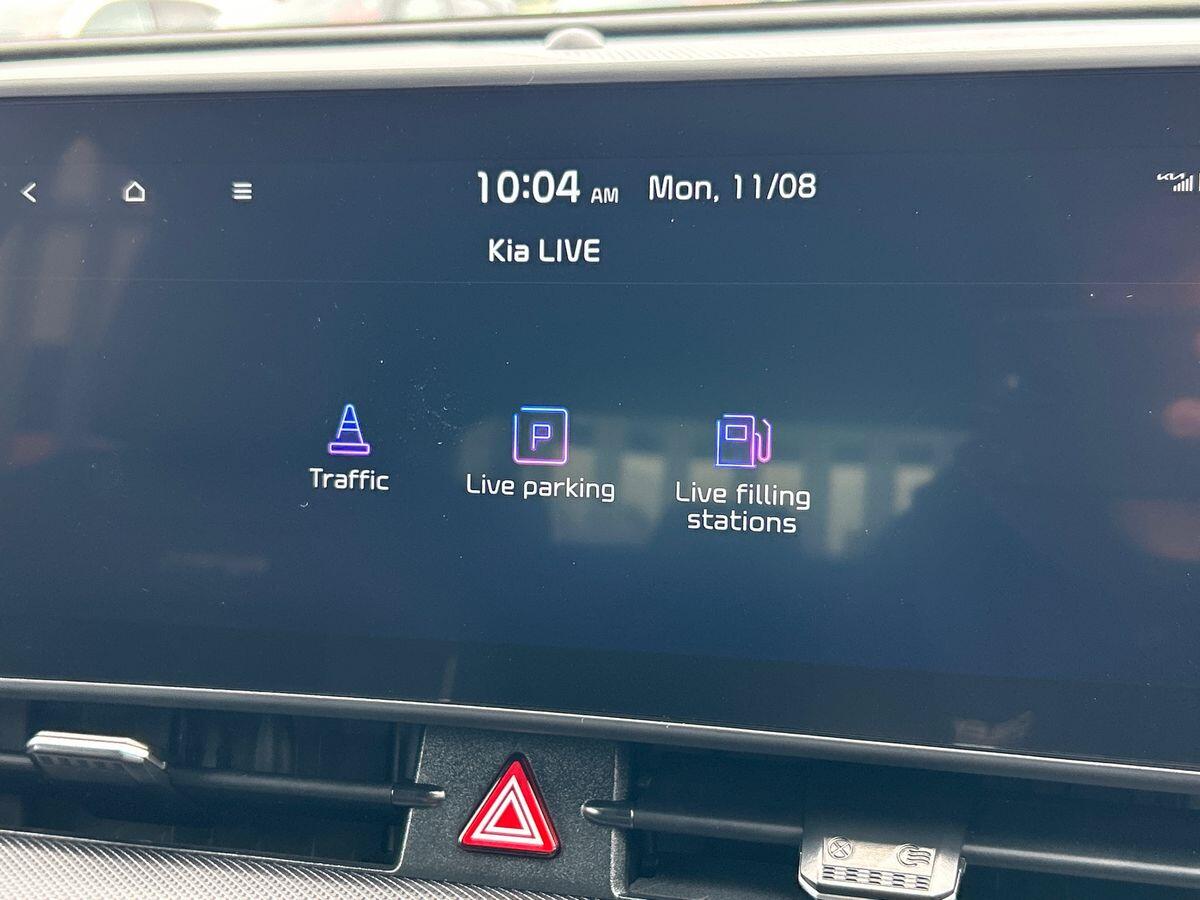 10:04 AM Mon, 11/08
Kia LIVE
Traffic
P
Live parking
Live filling
stations